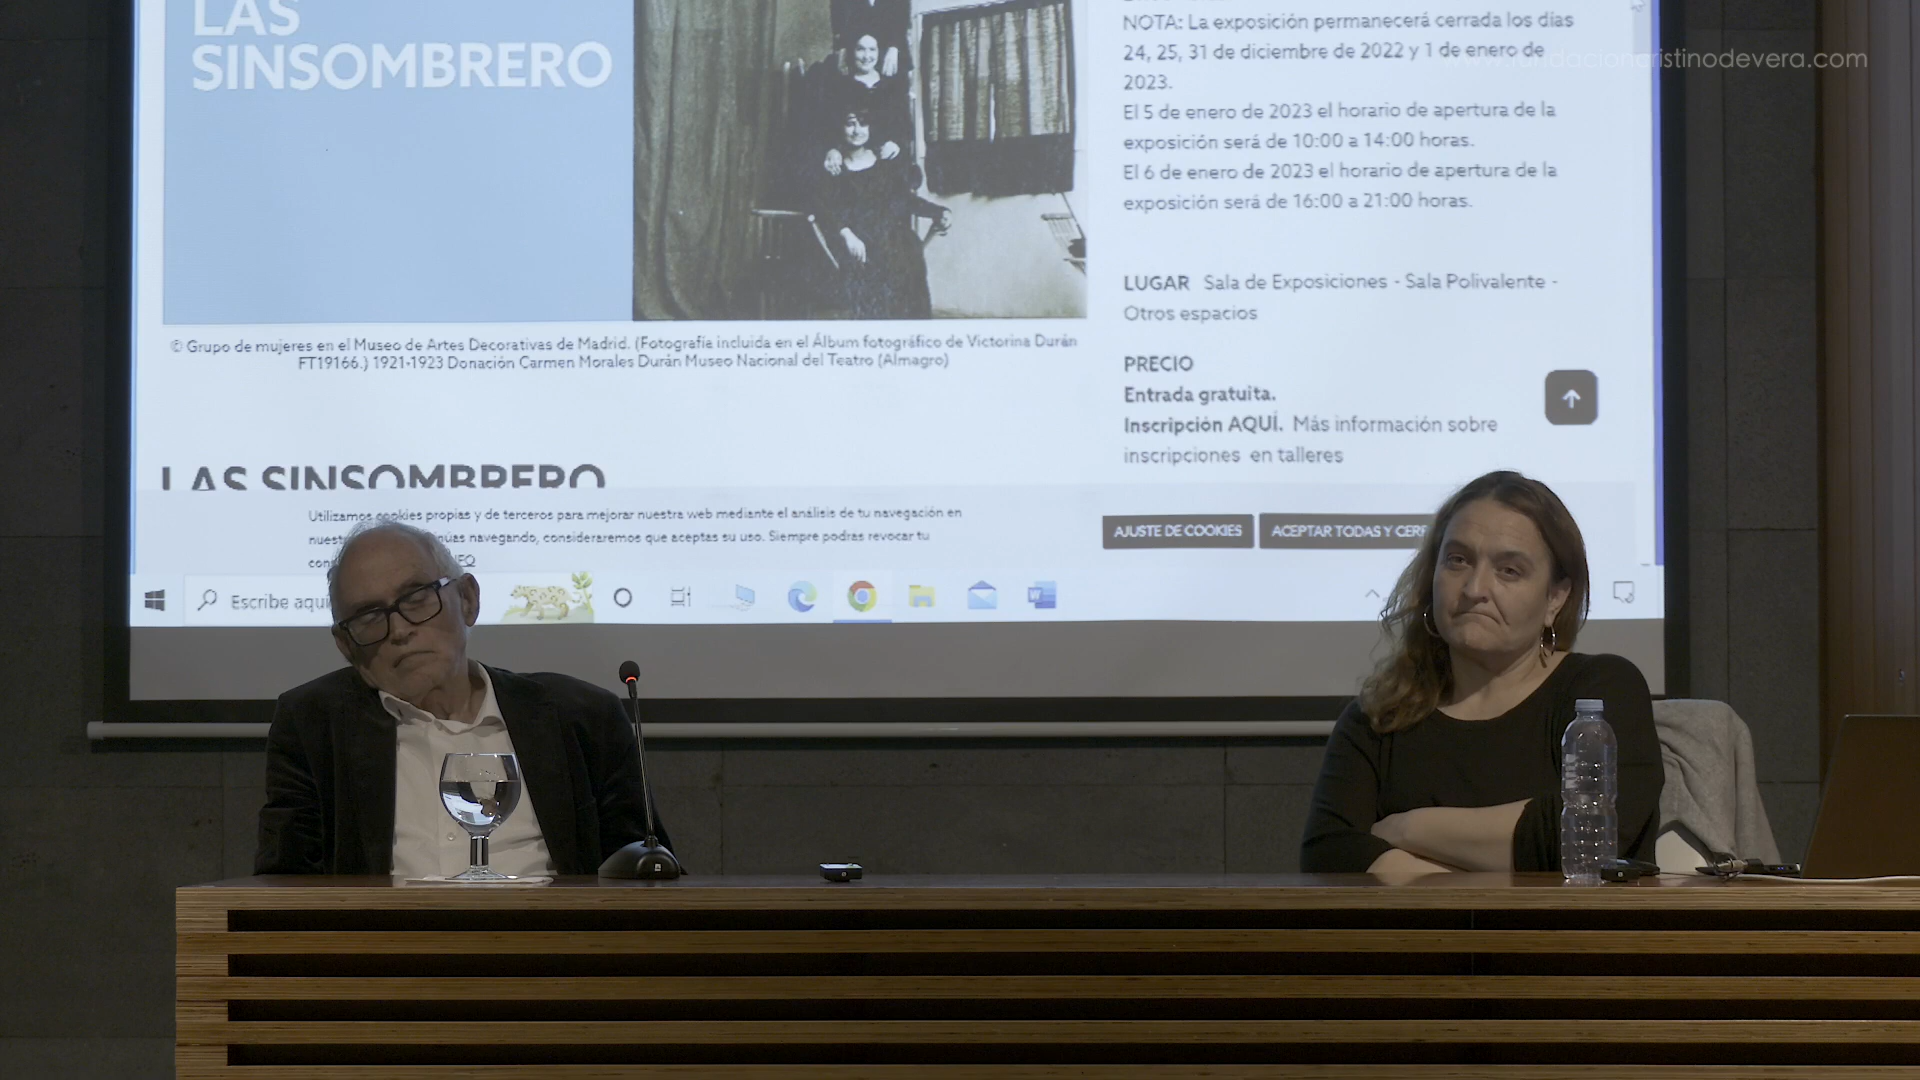 LAS
SINSOMBRERO
© Grupo de mujeres en el Museo de Artes Decorativas de Madrid. (Fotografía incluida en el Álbum fotográfico de Victorina Durán
FT19166.) 1921-1923 Donación Carmen Morales Durán Museo Nacional del Teatro (Almagro)
LAS SINSOMBRERO
NOTA: La exposición permanecerá cerrada los días
24, 25, 31 de diciembre de 2022 y 1 de enero de
2023.
El 5 de enero de 2023 el horario de apertura de la
exposición será de 10:00 a 14:00 horas.
El 6 de enero de 2023 el horario de apertura de la
exposición será de 16:00 a 21:00 horas.
LUGAR Sala de Exposiciones - Sala Polivalente -
Otros espacios
PRECIO
Entrada gratuita.
Inscripción AQUÍ. Más información sobre
inscripciones en talleres
Utilizamos cookies propias y de terceros para mejorar nuestra web mediante el análisis de tu navegación en
navegando, consideraremos que aceptas su uso. Siempre podras revocar tu
AJUSTE DE COOKIES
ACEPTAR TODAS Y
Escribe aquí
www.fundacioncristinodevera.com